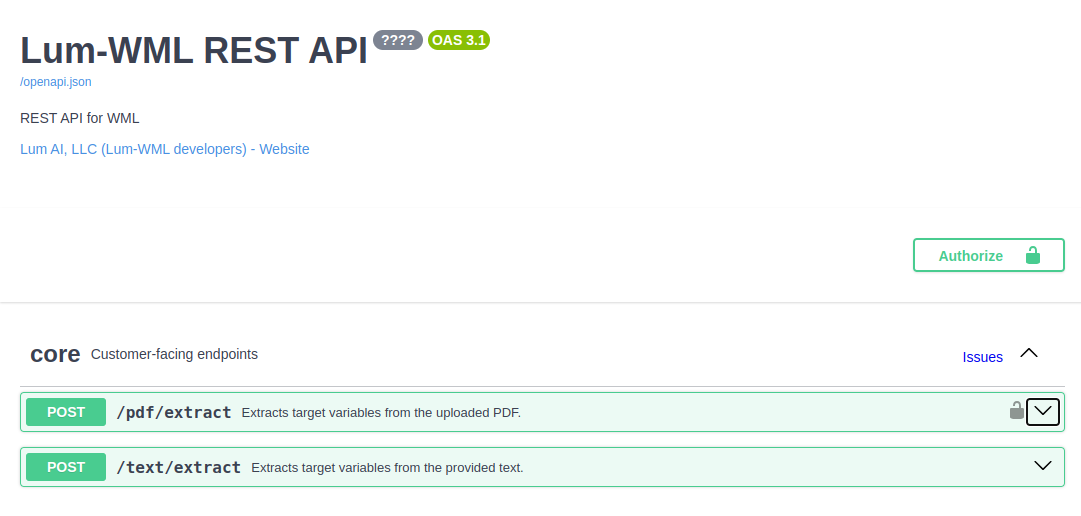 Lum-WML REST API ???? OAS 3.1
/openapi.json
REST API for WML
Lum AI, LLC (Lum-WML developers) - Website
Authorize
core Customer-facing endpoints Issues
POST /pdf/extract Extracts target variables from the uploaded PDF.
POST /text/extract Extracts target variables from the provided text.